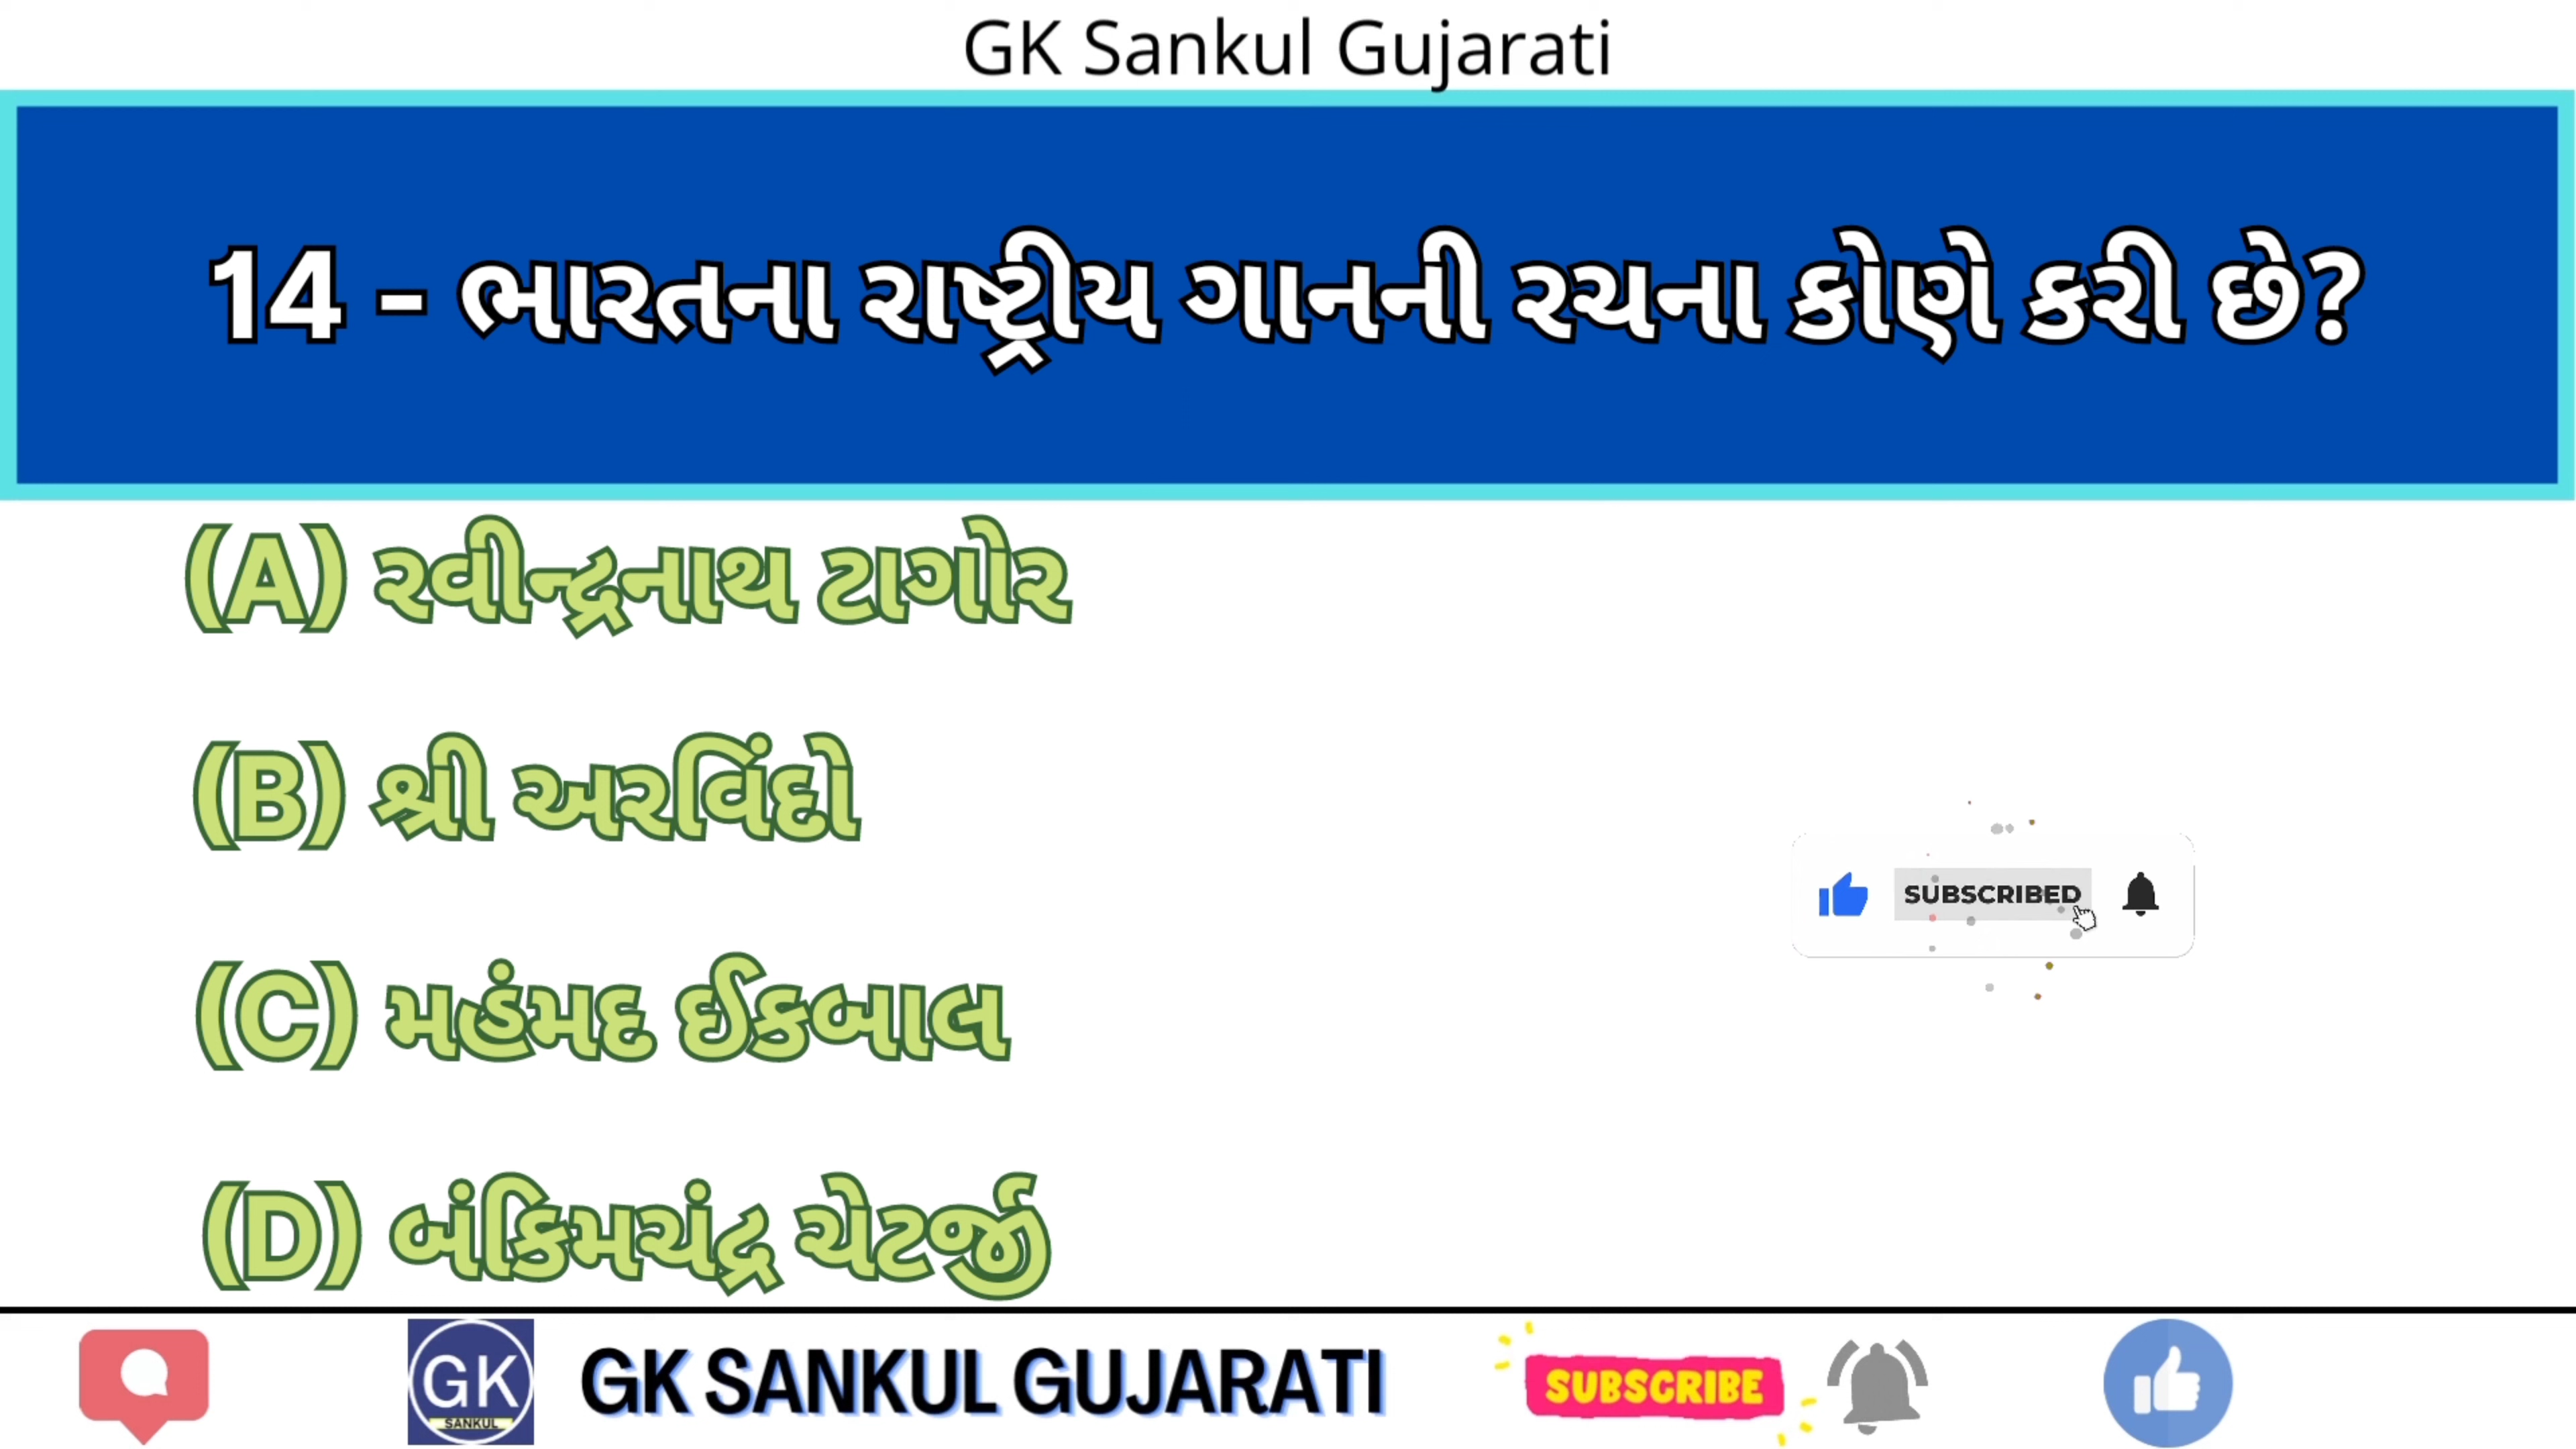 GK Sankul Gujarati
14 - ભારતના રાષ્ટ્રીય ગાનની રચના કોણે કરી છે?
(A) રવીન્દ્રનાથ ટાગોર
(B) શ્રી અરવિંદો
(C) મહંમદ ઈકબાલ
(D) બંકિમચંદ્ર ચેટર્જી
SUBSCRIBED
GK
SANKUL
GK SANKUL GUJARATI
SUBSCRIBE